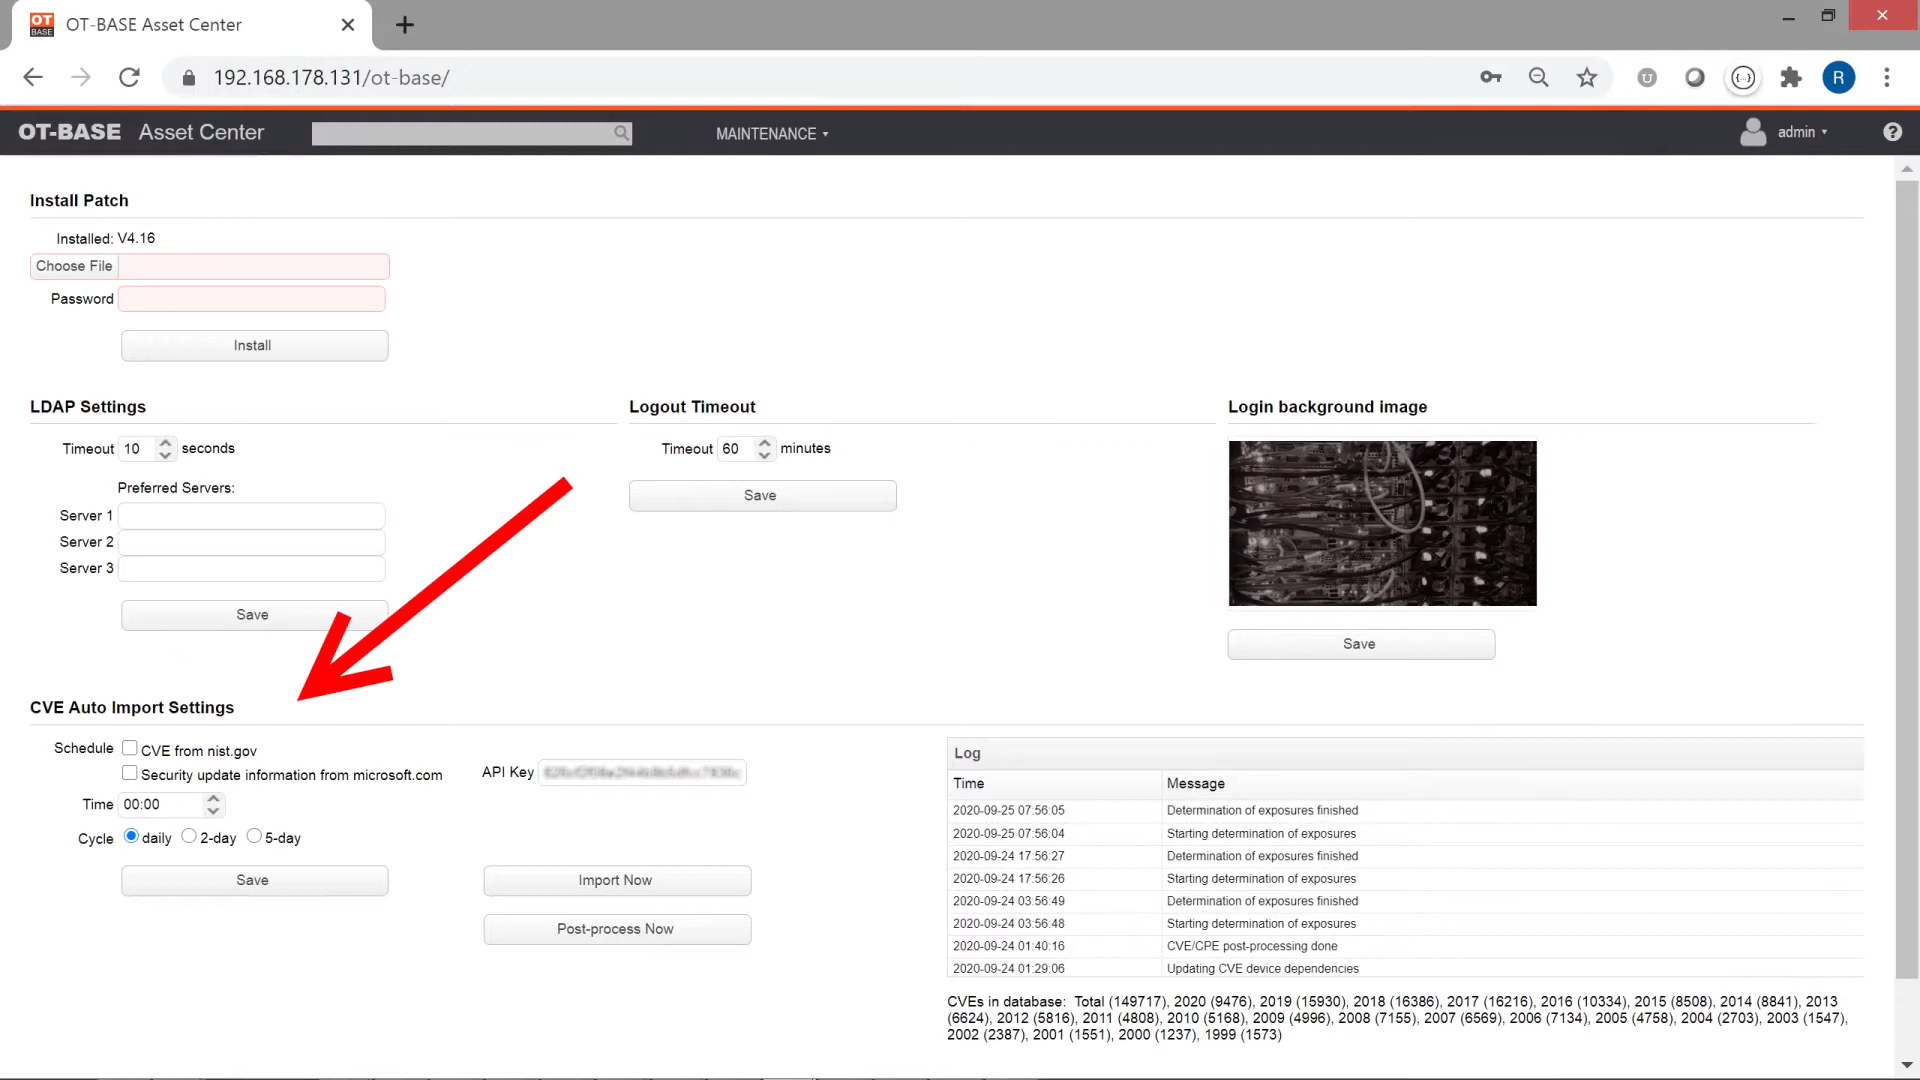 OT BASE OT-BASE Asset Center
192.168.178.131/ot-base/
R
OT-BASE Asset Center
MAINTENANCE
admin
?
Install Patch
Installed: V4.16
Choose File
Password
Install
LDAP Settings
Timeout 10 seconds
Preferred Servers:
Server 1
Server 2
Server 3
Save
Logout Timeout
Timeout 60 minutes
Save
Login background image
Save
CVE Auto Import Settings
Schedule CVE from nist.gov
Security update information from microsoft.com
API Key
Time 00:00
Cycle daily 2-day 5-day
Save
Import Now
Post-process Now
Log
Time Message
2020-09-25 07:56:05 Determination of exposures finished
2020-09-25 07:56:04 Starting determination of exposures
2020-09-24 17:56:27 Determination of exposures finished
2020-09-24 17:56:26 Starting determination of exposures
2020-09-24 03:56:49 Determination of exposures finished
2020-09-24 03:56:48 Starting determination of exposures
2020-09-24 01:40:16 CVE/CPE post-processing done
2020-09-24 01:29:06 Updating CVE device dependencies
CVEs in database: Total (149717), 2020 (9476), 2019 (15930), 2018 (16386), 2017 (16216), 2016 (10334), 2015 (8508), 2014 (8841), 2013
(6624), 2012 (5816), 2011 (4808), 2010 (5168), 2009 (4996), 2008 (7155), 2007 (6569), 2006 (7134), 2005 (4758), 2004 (2703), 2003 (1547),
2002 (2387), 2001 (1551), 2000 (1237), 1999 (1573)